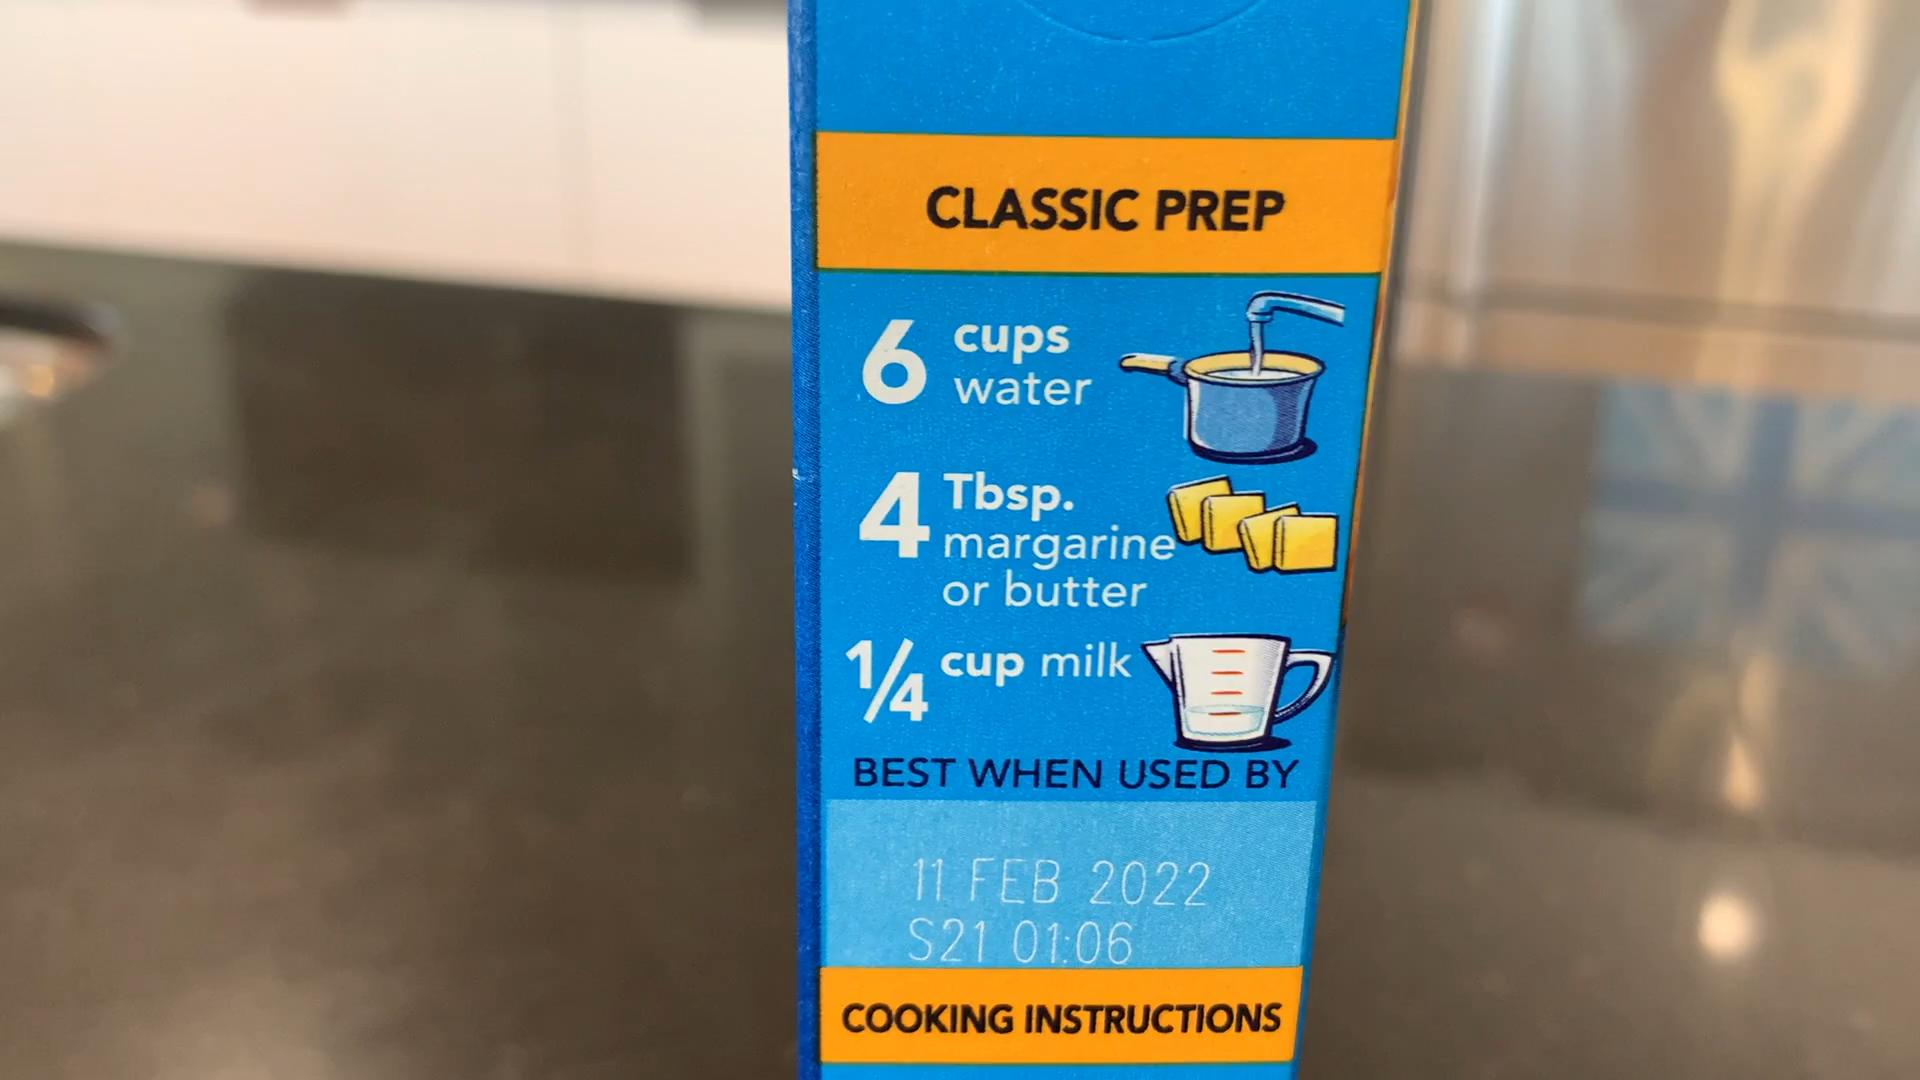 CLASSIC PREP
6 cups
water
4 Tbsp.
margarine
or butter
1/4 cup milk
BEST WHEN USED BY
11 FEB 2022
S21 01:06
COOKING INSTRUCTIONS